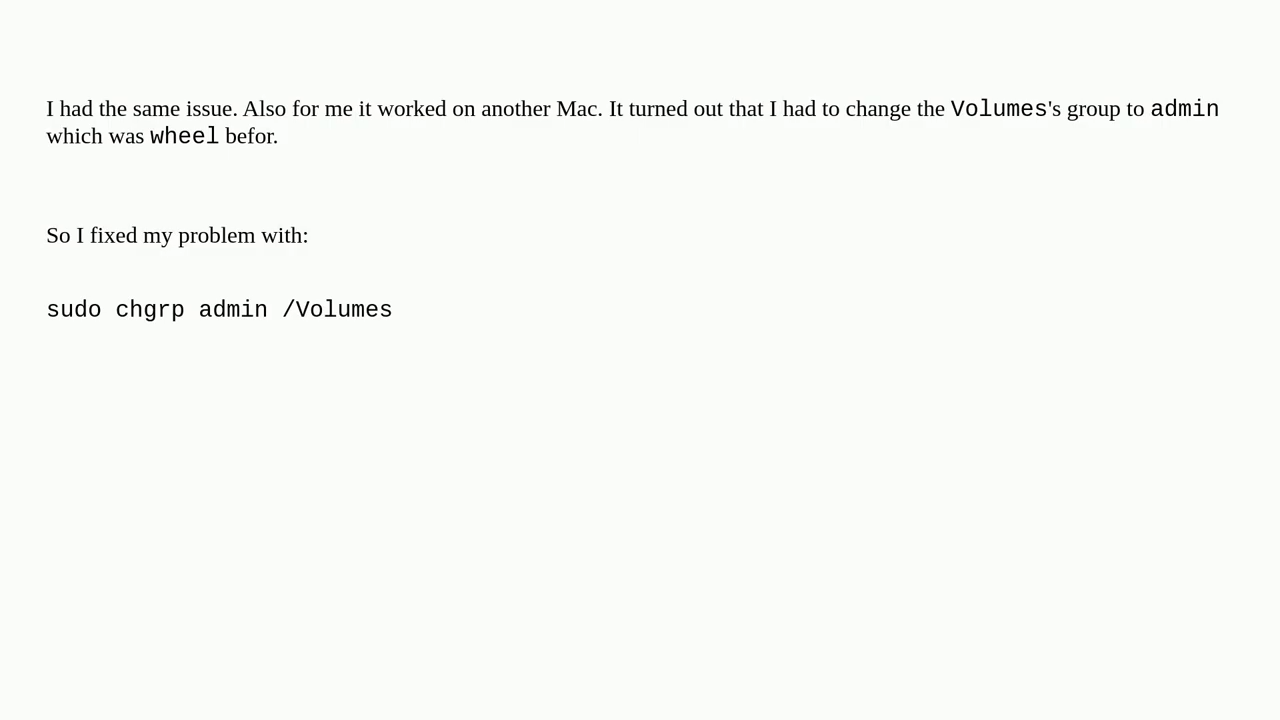 I had the same issue. Also for me it worked on another Mac. It turned out that I had to change the Volumes's group to admin
which was wheel befor.
So I fixed my problem with:
sudo chgrp admin /Volumes